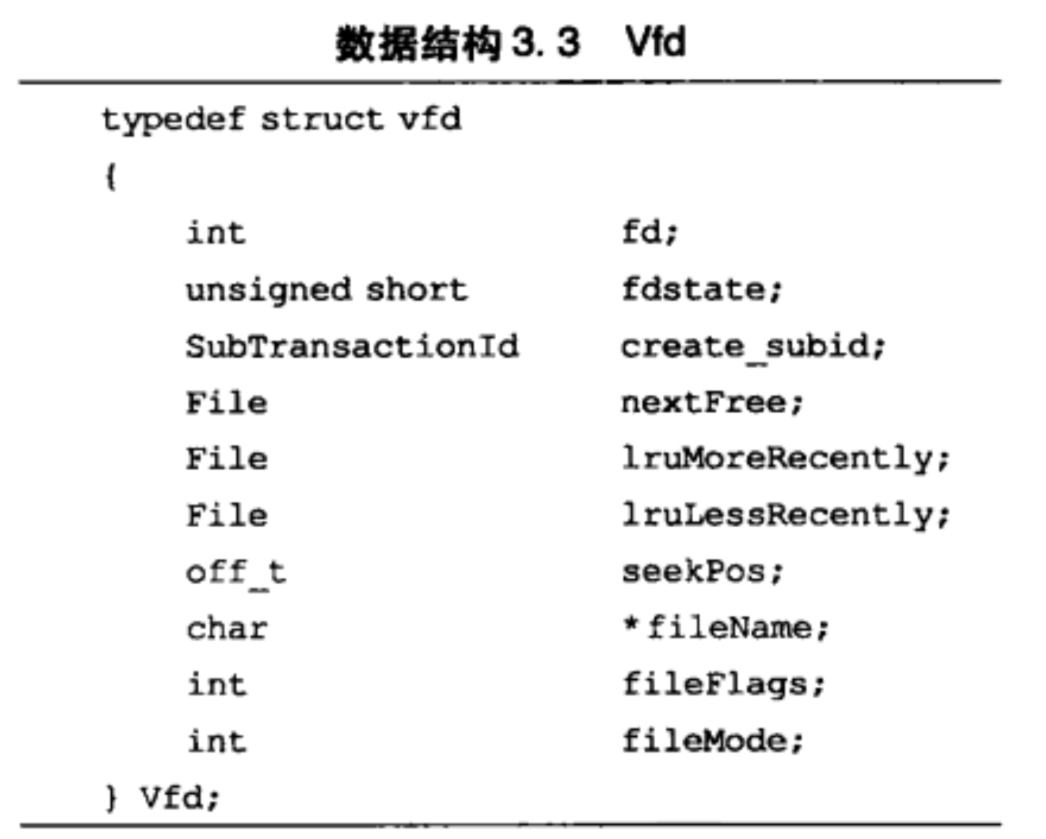 数据结构3.3 Vfd
typedef struct vfd
{
int fd;
unsigned short fdstate;
SubTransactionId create_subid;
File nextFree;
File lruMoreRecently;
File lruLessRecently;
off_t seekPos;
char *fileName;
int fileFlags;
int fileMode;
} Vfd;